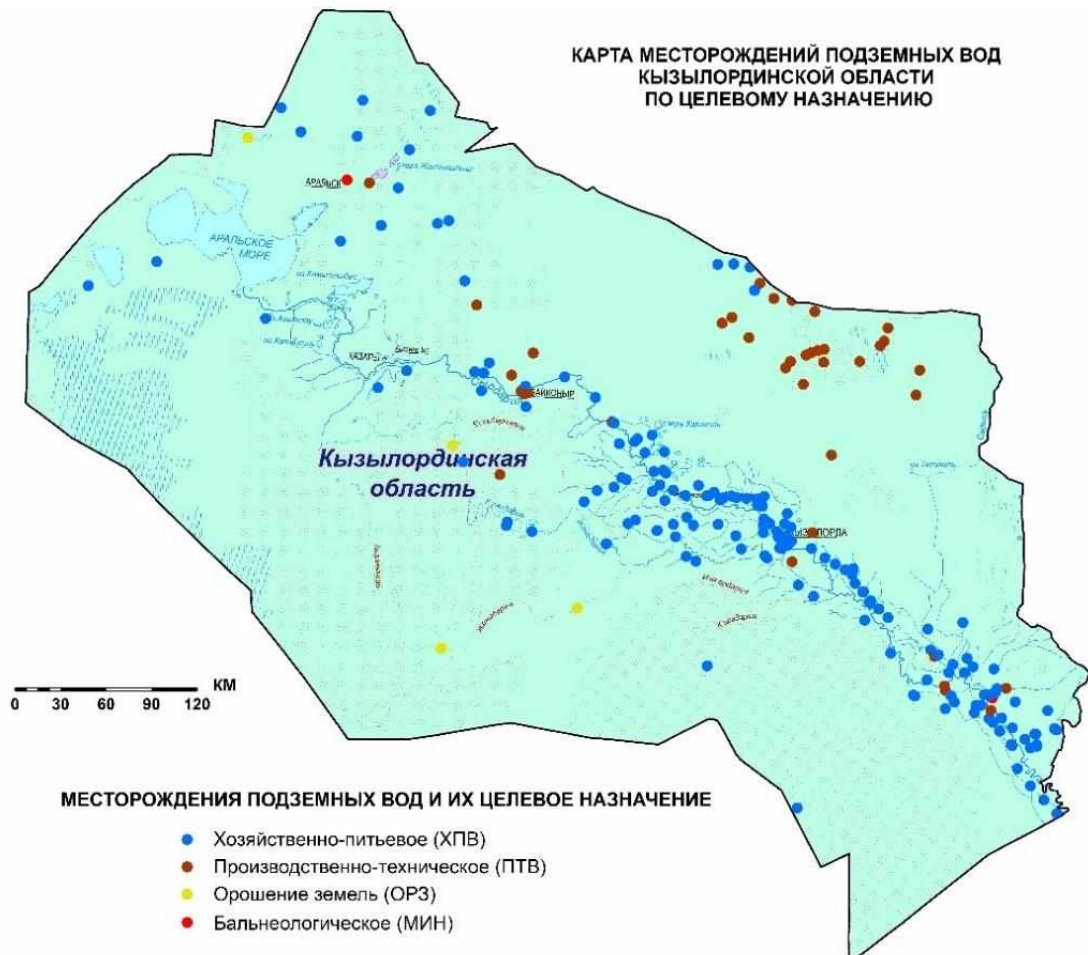 КАРТА МЕСТОРОЖДЕНИЙ ПОДЗЕМНЫХ ВОД
КЫЗЫЛОРДИНСКОЙ ОБЛАСТИ
ПО ЦЕЛЕВОМУ НАЗНАЧЕНИЮ
АРАЛЬСК
АРАЛЬСКОЕ
МОРЕ
БАЙКОНЫР
Кызылординская
область
КМ
0 30 60 90 120
МЕСТОРОЖДЕНИЯ ПОДЗЕМНЫХ ВОД И ИХ ЦЕЛЕВОЕ НАЗНАЧЕНИЕ
Хозяйственно-питьевое (ХПВ)
Производственно-техническое (ПТВ)
Орошение земель (ОРЗ)
Бальнеологическое (МИН)